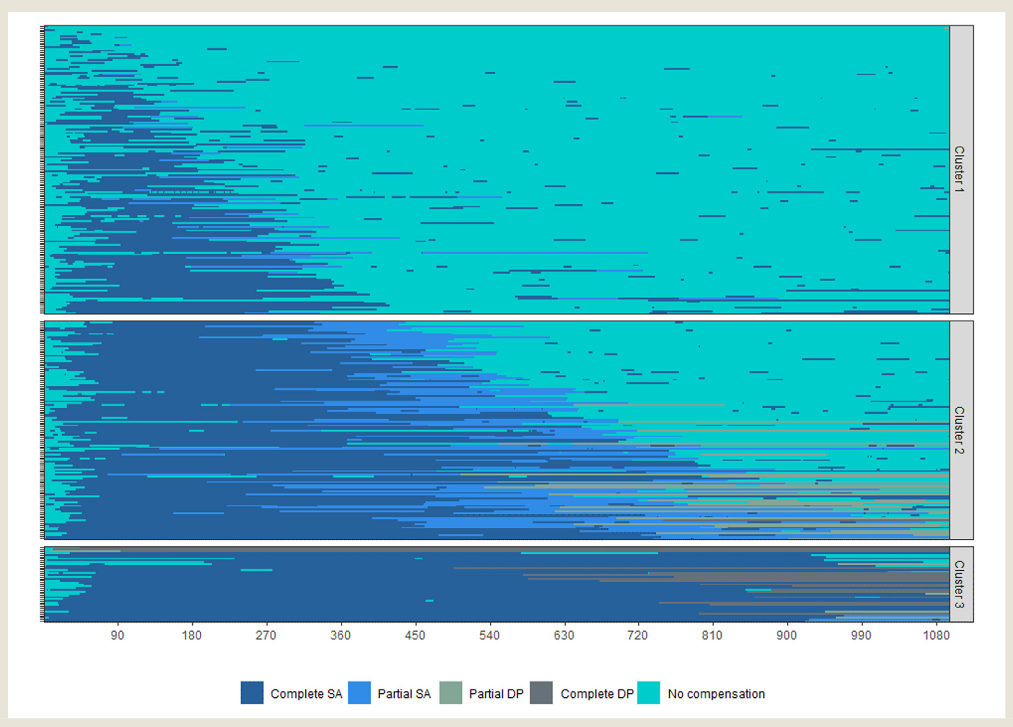 Cluster 1
Cluster 2
Cluster 3
90 180 270 360 450 540 630 720 810 900 990 1080
Complete SA Partial SA Partial DP Complete DP No compensation